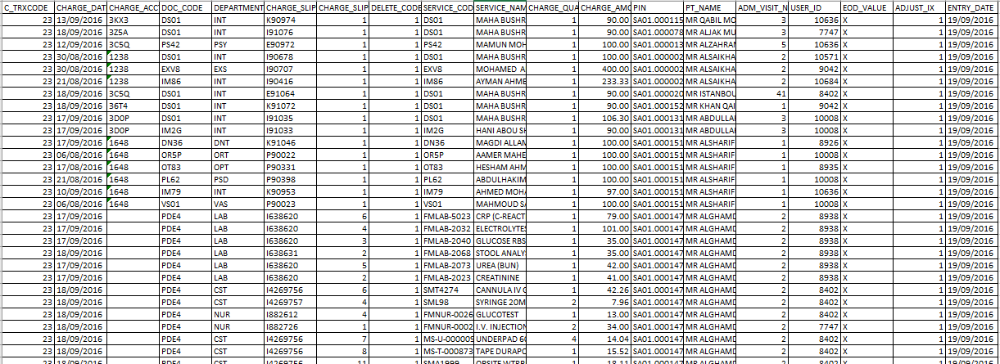 C_TRXCODE CHARGE_DAT CHARGE_ACC DOC_CODE DEPARTMENT CHARGE_SLIP CHARGE_SLIP DELETE_CODE SERVICE_COD SERVICE_NAM CHARGE_QUA CHARGE_AMO PIN PT_NAME ADM_VISIT_N USER_ID EOD_VALUE ADJUST_IX ENTRY_DATE
23 13/09/2016 3KX3 DS01 INT K90974 1 1 DS01 MAHA BUSHR 1 90.00 SA01.000115 MR QABIL MO 3 10636 X 1 19/09/2016
23 18/09/2016 3Z5A DS01 INT I91076 1 1 DS01 MAHA BUSHR 1 90.00 SA01.000078 MR ALJAK MU 3 7747 X 1 19/09/2016
23 12/09/2016 3C5Q PS42 PSY E90972 1 1 PS42 MAMUN MOH 1 100.00 SA01.000013 MR ALZAHRAN 5 10636 X 1 19/09/2016
23 30/08/2016 1238 DS01 INT I90678 1 1 DS01 MAHA BUSHR 1 100.00 SA01.000002 MR ALSAIKHA 2 10571 X 1 19/09/2016
23 30/08/2016 1238 EXV8 EXS I90707 1 1 EXV8 MOHAMED A 1 400.00 SA01.000002 MR ALSAIKHA 2 9042 X 1 19/09/2016
23 21/08/2016 1238 IM86 INT I90416 1 1 IM86 AYMAN AHME 1 233.33 SA01.000002 MR ALSAIKHA 2 10684 X 1 19/09/2016
23 18/09/2016 3C5Q DS01 INT E91064 1 1 DS01 MAHA BUSHR 1 90.00 SA01.000020 MR ISTANBOU 41 8402 X 1 19/09/2016
23 18/09/2016 36T4 DS01 INT K91072 1 1 DS01 MAHA BUSHR 1 90.00 SA01.000152 MR KHAN QAI 1 9042 X 1 19/09/2016
23 17/09/2016 3D0P DS01 INT I91035 1 1 DS01 MAHA BUSHR 1 106.30 SA01.000131 MR ABDULLA 3 10008 X 1 19/09/2016
23 17/09/2016 3D0P IM2G INT I91033 1 1 IM2G HANI ABOU SH 1 90.00 SA01.000131 MR ABDULLA 3 10008 X 1 19/09/2016
23 17/09/2016 1648 DN36 DNT K91046 1 1 DN36 MAGDI ALLAM 1 100.00 SA01.000151 MR ALSHARIF 1 8926 X 1 19/09/2016
23 06/08/2016 1648 OR5P ORT P90022 1 1 OR5P AAMER MAHE 1 100.00 SA01.000151 MR ALSHARIF 1 10008 X 1 19/09/2016
23 17/08/2016 1648 OT83 OPT P90331 1 1 OT83 HESHAM AHM 1 100.00 SA01.000151 MR ALSHARIF 1 8935 X 1 19/09/2016
23 21/08/2016 1648 PL62 PSD P90398 1 1 PL62 ABDULHAKIM 1 100.00 SA01.000151 MR ALSHARIF 1 10008 X 1 19/09/2016
23 10/09/2016 1648 IM79 INT K90953 1 1 IM79 AHMED MOHA 1 97.00 SA01.000151 MR ALSHARIF 1 10636 X 1 19/09/2016
23 06/08/2016 1648 VS01 VAS P90023 1 1 VS01 MAHMOUD SA 1 100.00 SA01.000151 MR ALSHARIF 1 10008 X 1 19/09/2016
23 17/09/2016 PDE4 LAB I638620 6 1 FMLAB-5023 CRP (C-REACT 1 79.00 SA01.000147 MR ALGHAMD 2 8938 X 1 19/09/2016
23 17/09/2016 PDE4 LAB I638620 4 1 FMLAB-2032 ELECTROLYTES 1 101.00 SA01.000147 MR ALGHAMD 2 8938 X 1 19/09/2016
23 17/09/2016 PDE4 LAB I638620 3 1 FMLAB-2040 GLUCOSE RBS 1 35.00 SA01.000147 MR ALGHAMD 2 8938 X 1 19/09/2016
23 18/09/2016 PDE4 LAB I638631 2 1 FMLAB-2068 STOOL ANALY 1 35.00 SA01.000147 MR ALGHAMD 2 8938 X 1 19/09/2016
23 17/09/2016 PDE4 LAB I638620 5 1 FMLAB-2073 UREA (BUN) 1 42.00 SA01.000147 MR ALGHAMD 2 8938 X 1 19/09/2016
23 17/09/2016 PDE4 LAB I638620 2 1 FMLAB-2023 CREATININE 1 41.00 SA01.000147 MR ALGHAMD 2 8938 X 1 19/09/2016
23 18/09/2016 PDE4 CST I4269756 6 1 SMT4274 CANNULA IV C 1 42.26 SA01.000147 MR ALGHAMD 2 8402 X 1 19/09/2016
23 18/09/2016 PDE4 CST I4269757 4 1 SML98 SYRINGE 20M 2 7.96 SA01.000147 MR ALGHAMD 2 8402 X 1 19/09/2016
23 18/09/2016 PDE4 NUR I882612 4 1 FMNUR-0026 GLUCOTEST 1 13.00 SA01.000147 MR ALGHAMD 2 8402 X 1 19/09/2016
23 18/09/2016 PDE4 NUR I882726 1 1 FMNUR-0002 I.V. INJECTION 2 34.00 SA01.000147 MR ALGHAMD 2 7747 X 1 19/09/2016
23 18/09/2016 PDE4 CST I4269756 7 1 MS-U-000009 UNDERPAD 60 4 14.04 SA01.000147 MR ALGHAMD 2 8402 X 1 19/09/2016
23 18/09/2016 PDE4 CST I4269756 8 1 MS-T-000873 TAPE DURAPO 1 15.52 SA01.000147 MR ALGHAMD 2 8402 X 1 19/09/2016
23 18/09/2016 PDE4 CST I4269756 11 1 SMA1999 OPSITE WTRP 1 18.11 SA01.000147 MR ALGHAMD 2 8402 X 1 19/09/2016